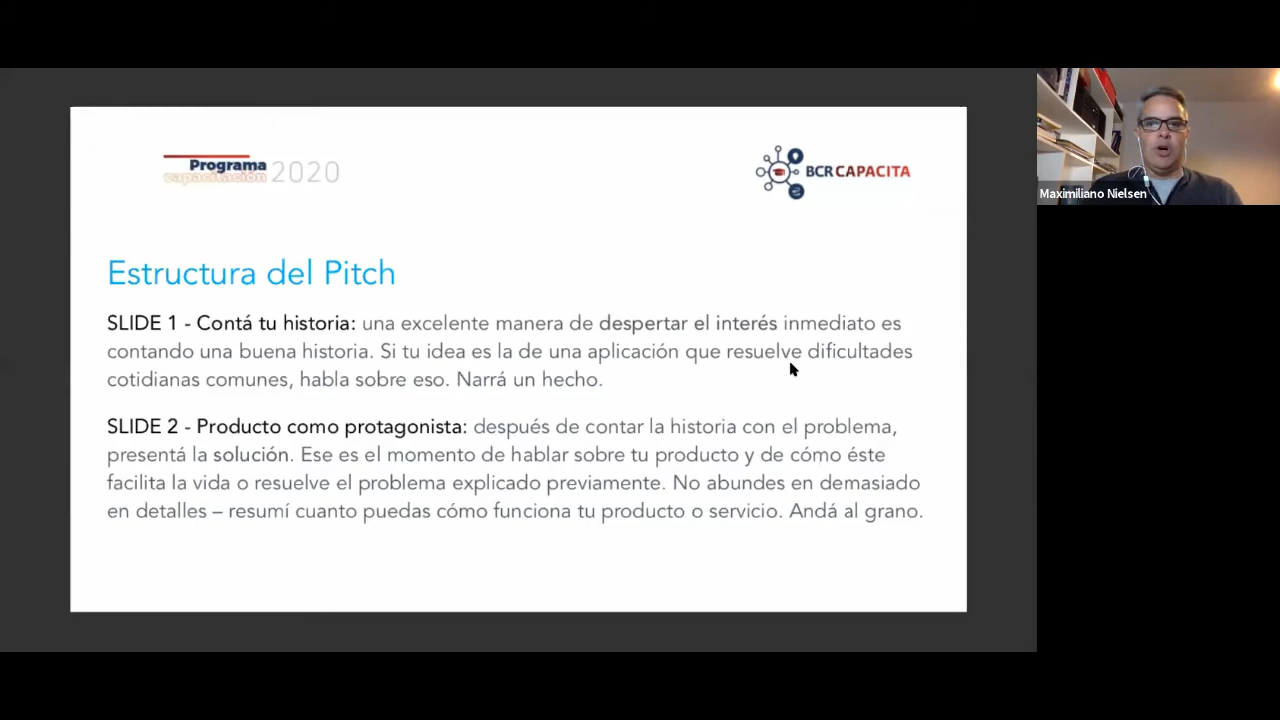 Programa
capacitación 2020
BCR CAPACITA
Maximiliano Nielsen
Estructura del Pitch
SLIDE 1 - Contá tu historia: una excelente manera de despertar el interés inmediato es
contando una buena historia. Si tu idea es la de una aplicación que resuelve dificultades
cotidianas comunes, habla sobre eso. Narrá un hecho.
SLIDE 2 - Producto como protagonista: después de contar la historia con el problema,
presentá la solución. Ese es el momento de hablar sobre tu producto y de cómo éste
facilita la vida o resuelve el problema explicado previamente. No abundes en demasiado
en detalles – resumí cuanto puedas cómo funciona tu producto o servicio. Andá al grano.